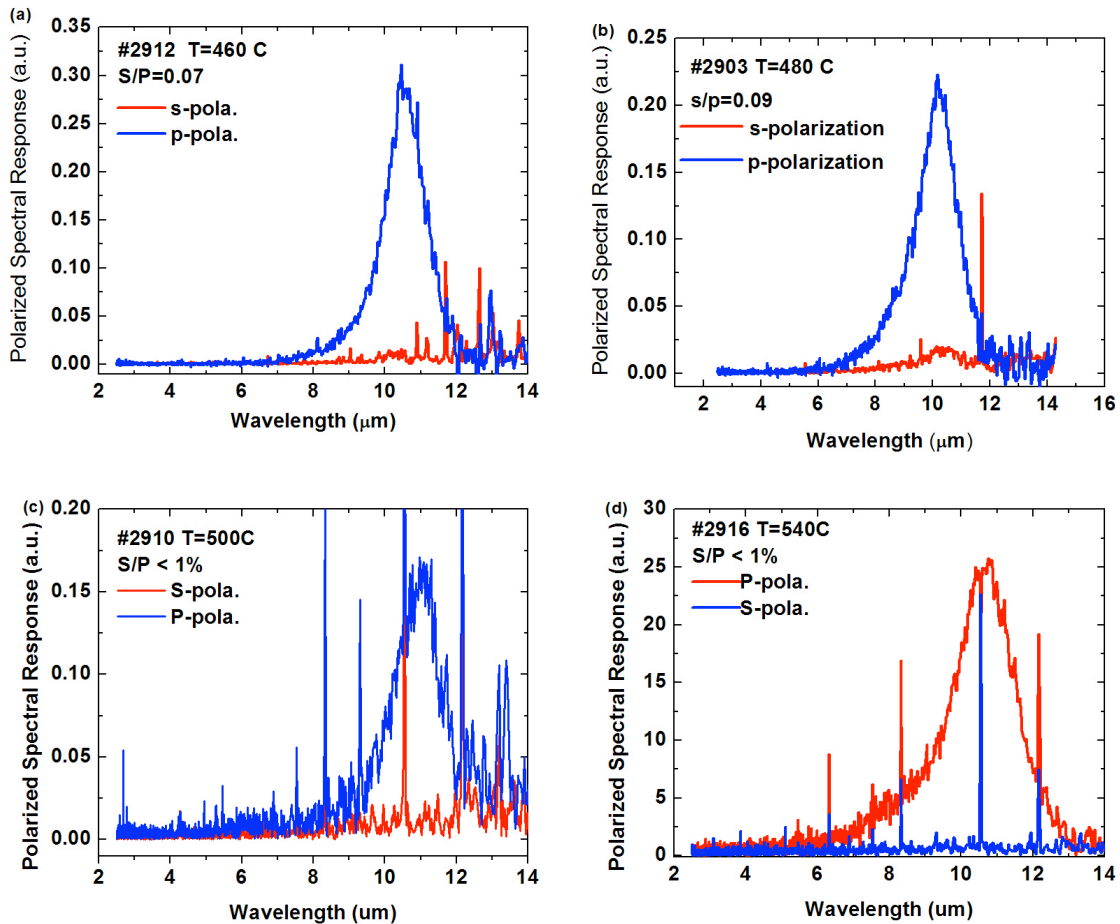 (a)
#2912 T=460 C
S/P=0.07
s-pola.
p-pola.
Polarized Spectral Response (a.u.)
0.35
0.30
0.25
0.20
0.15
0.10
0.05
0.00
2 4 6 8 10 12 14
Wavelength (μm)
(b)
#2903 T=480 C
s/p=0.09
s-polarization
p-polarization
Polarized Spectral Response (a.u.)
0.25
0.20
0.15
0.10
0.05
0.00
2 4 6 8 10 12 14 16
Wavelength (μm)
(c)
#2910 T=500C
S/P < 1%
S-pola.
P-pola.
Polarized Spectral Response (a.u.)
0.20
0.15
0.10
0.05
0.00
2 4 6 8 10 12 14
Wavelength (um)
(d)
#2916 T=540C
S/P < 1%
P-pola.
S-pola.
Polarized Spectral Response (a.u.)
30
25
20
15
10
5
0
2 4 6 8 10 12 14
Wavelength (um)